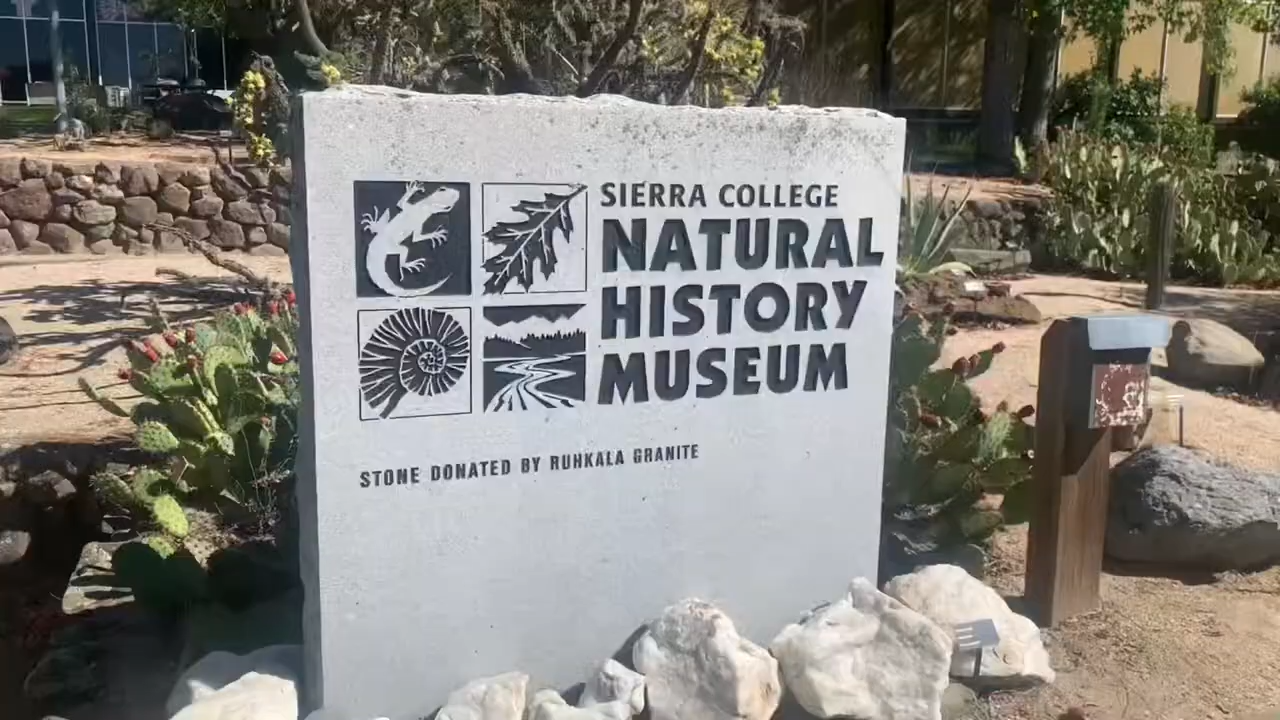 SIERRA COLLEGE
NATURAL
HISTORY
MUSEUM
STONE DONATED BY RUHKALA GRANITE